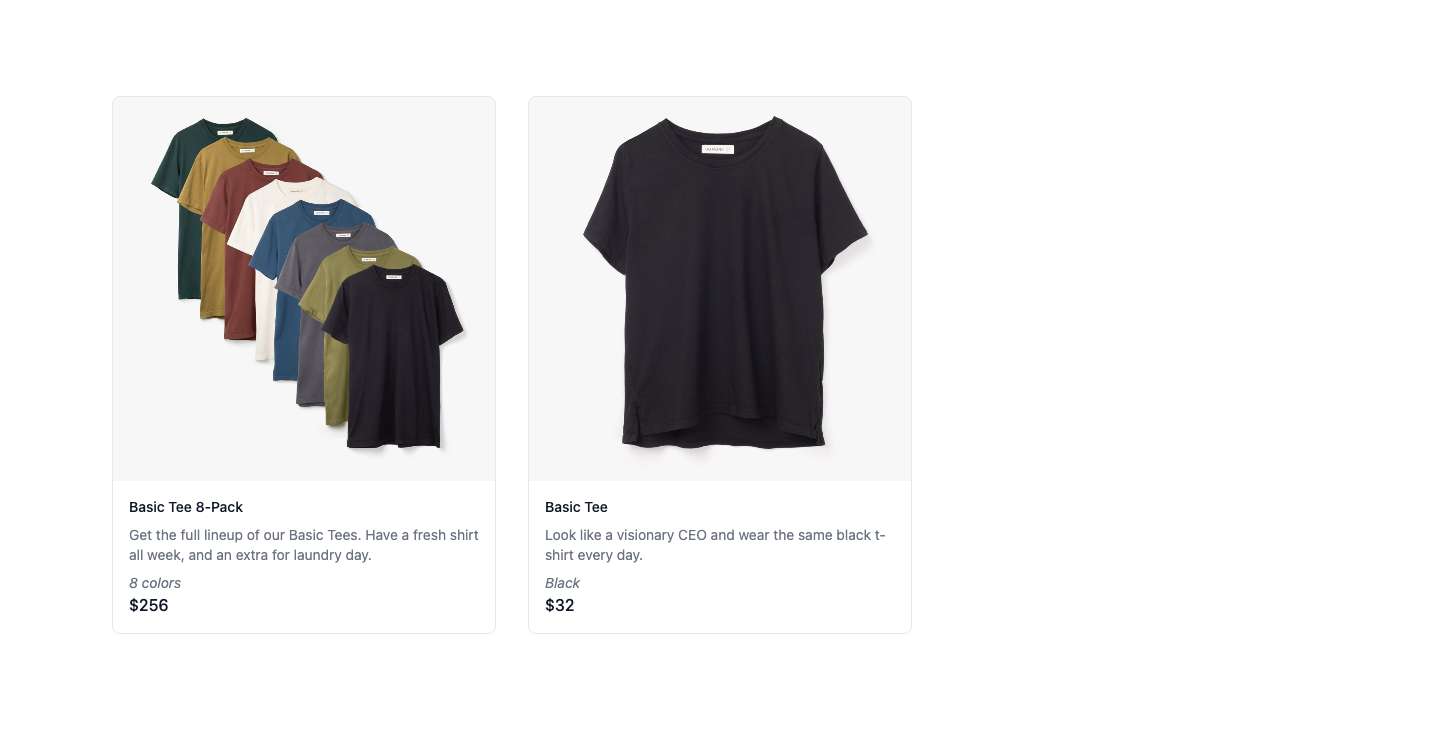 Basic Tee 8-Pack
Get the full lineup of our Basic Tees. Have a fresh shirt
all week, and an extra for laundry day.
8 colors
$256
Basic Tee
Look like a visionary CEO and wear the same black t-
shirt every day.
Black
$32